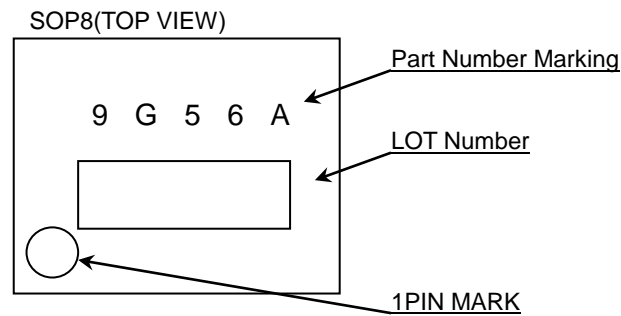 SOP8(TOP VIEW)
Part Number Marking
9 G 5 6 A
LOT Number
1PIN MARK